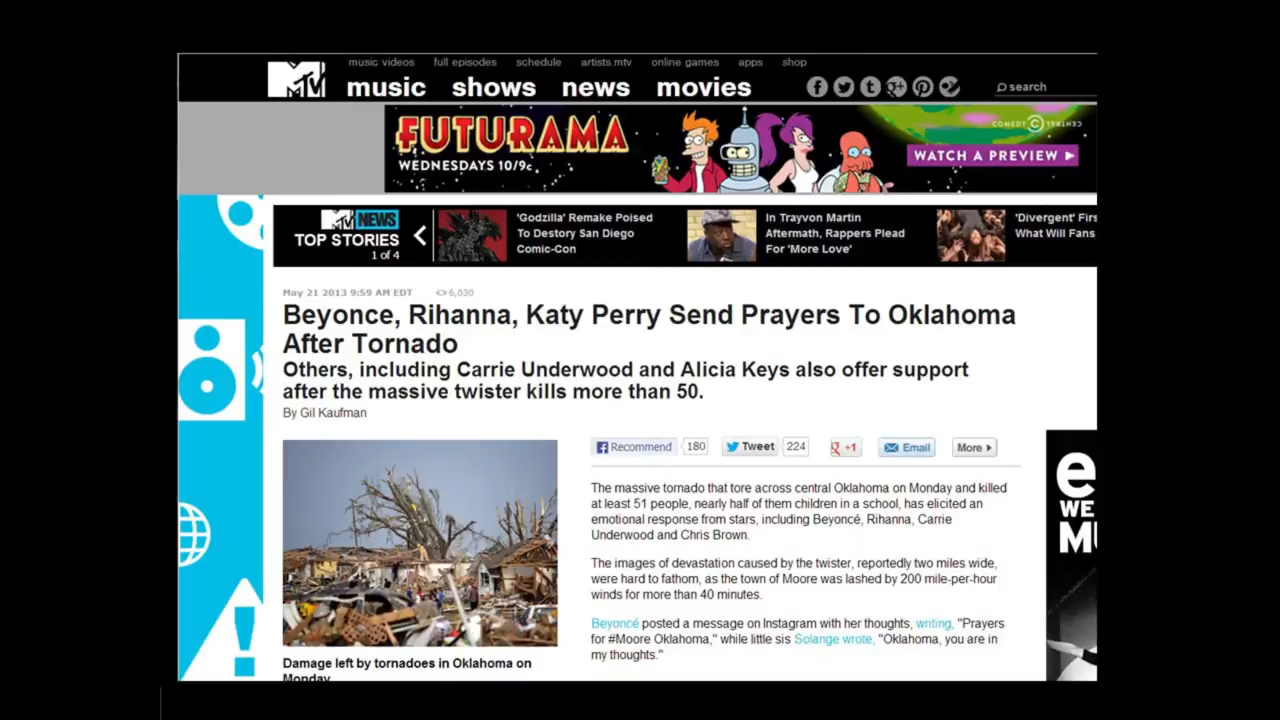 music videos full episodes schedule artists.mtv online games apps shop
MTV music shows news movies search
FUTURAMA
WEDNESDAYS 10/9c
COMEDY CENTRAL
WATCH A PREVIEW
MTV NEWS
TOP STORIES
1 of 4
'Godzilla' Remake Poised
To Destory San Diego
Comic-Con
In Trayvon Martin
Aftermath, Rappers Plead
For 'More Love'
'Divergent' Firs
What Will Fans
May 21 2013 9:59 AM EDT 6,030
Beyonce, Rihanna, Katy Perry Send Prayers To Oklahoma
After Tornado
Others, including Carrie Underwood and Alicia Keys also offer support
after the massive twister kills more than 50.
By Gil Kaufman
Recommend 180 Tweet 224 +1 Email More
The massive tornado that tore across central Oklahoma on Monday and killed
at least 51 people, nearly half of them children in a school, has elicited an
emotional response from stars, including Beyoncé, Rihanna, Carrie
Underwood and Chris Brown.
The images of devastation caused by the twister, reportedly two miles wide,
were hard to fathom, as the town of Moore was lashed by 200 mile-per-hour
winds for more than 40 minutes.
Beyoncé posted a message on Instagram with her thoughts, writing, "Prayers
for #Moore Oklahoma," while little sis Solange wrote, "Oklahoma, you are in
my thoughts."
Damage left by tornadoes in Oklahoma on
Monday
e
WE
MU